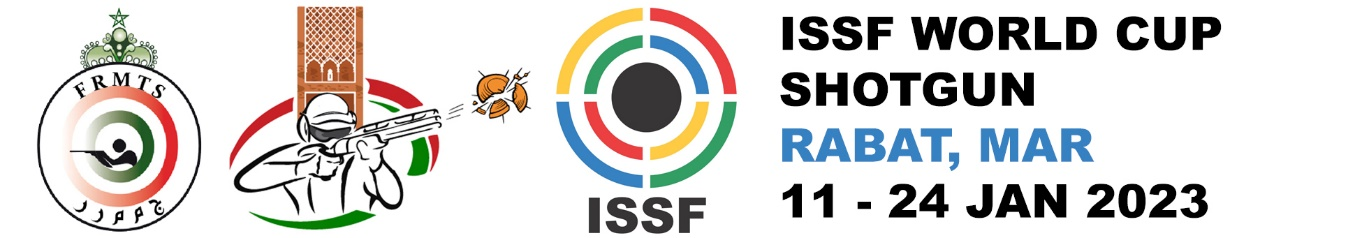 FRMTS
ج م م ر ر
ISSF
ISSF WORLD CUP
SHOTGUN
RABAT, MAR
11 - 24 JAN 2023